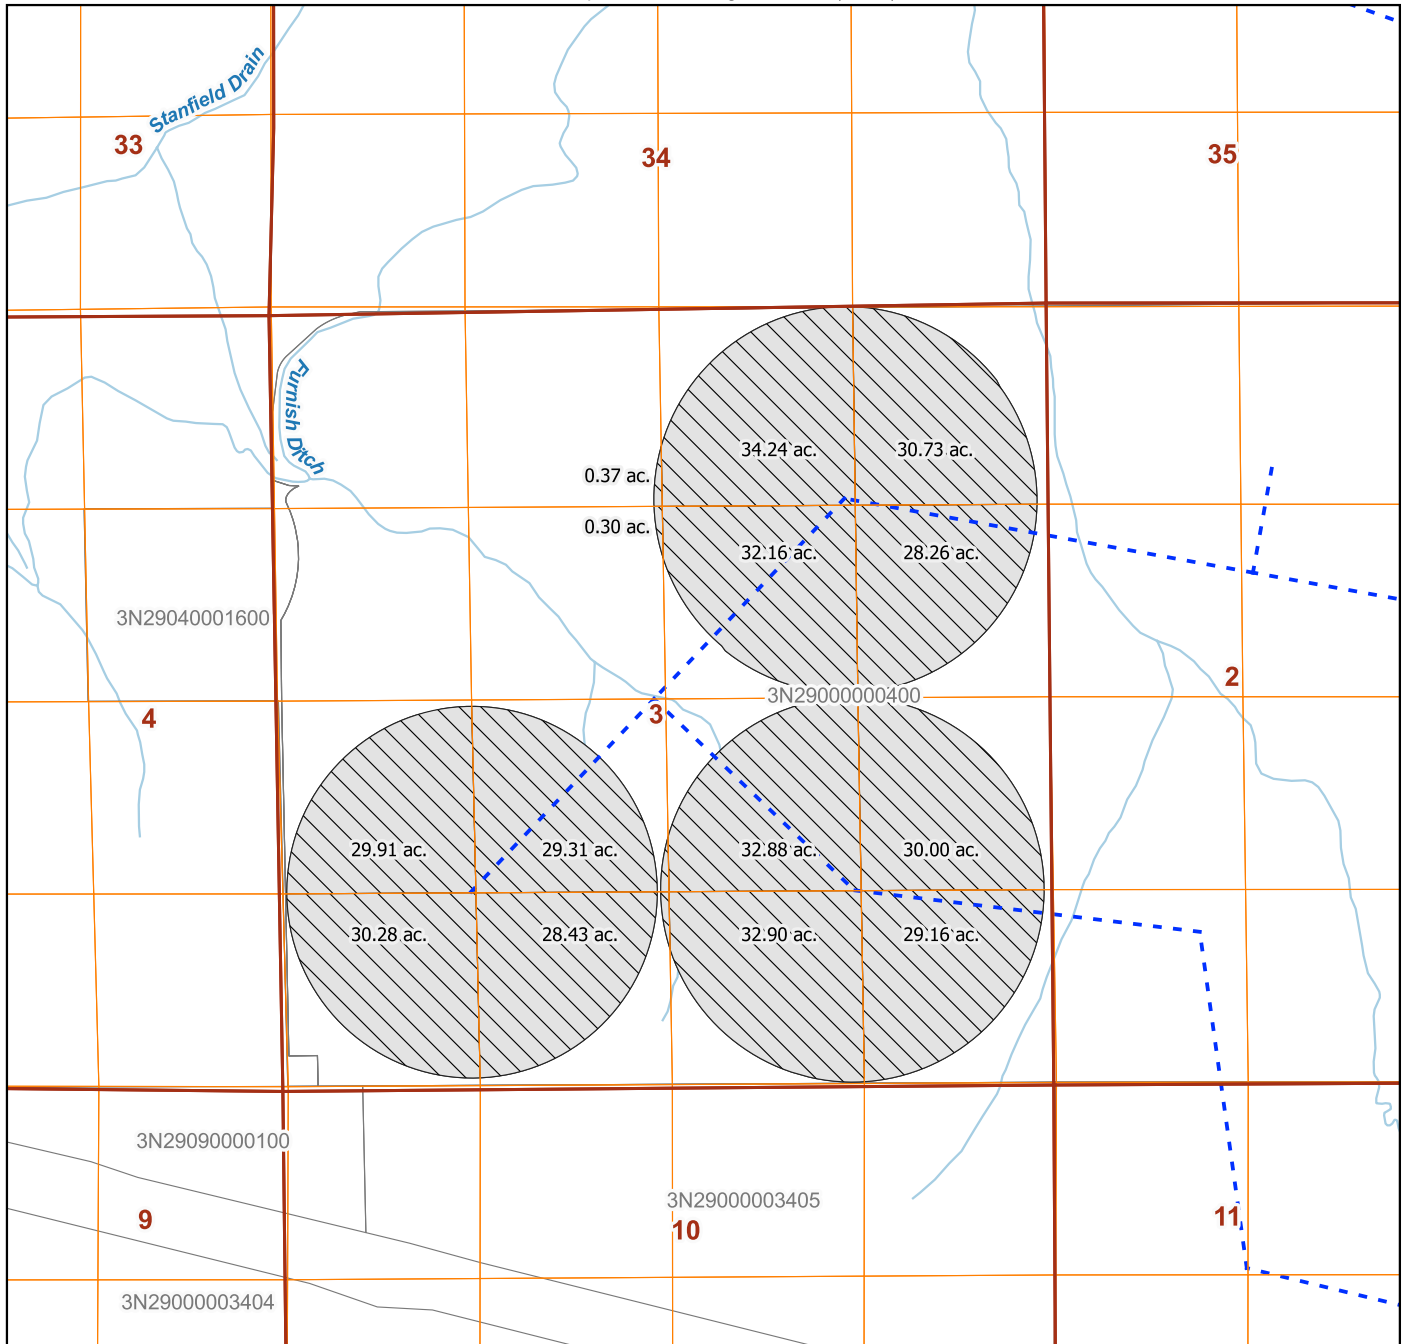 Stanfield Drain
33
34
35
Furnish Ditch
34.24 ac.
30.73 ac.
0.37 ac.
0.30 ac.
32.16 ac.
28.26 ac.
3N29040001600
2
3N29000000400
4
3
29.91 ac.
29.31 ac.
32.88 ac.
30.00 ac.
30.28 ac.
28.43 ac.
32.90 ac.
29.16 ac.
3N29090000100
3N29000003405
9
10
11
3N29000003404